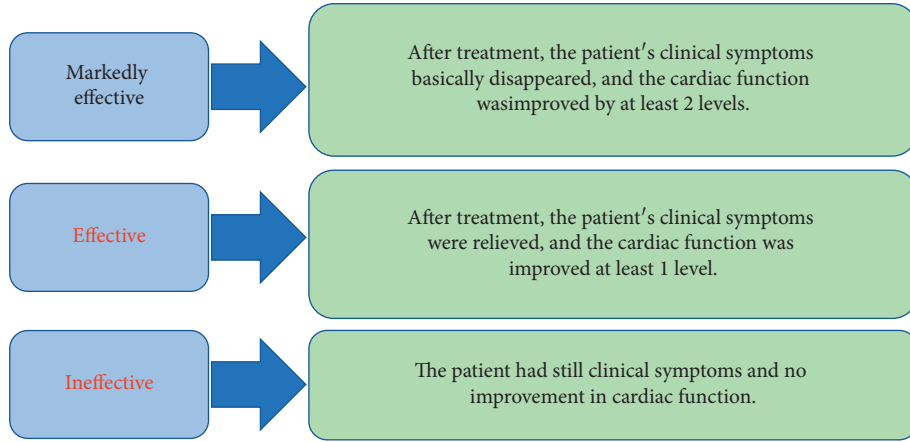 Markedly
effective
After treatment, the patient′s clinical symptoms
basically disappeared, and the cardiac function
wasimproved by at least 2 levels.
Effective
After treatment, the patient′s clinical symptoms
were relieved, and the cardiac function was
improved at least 1 level.
Ineffective
The patient had still clinical symptoms and no
improvement in cardiac function.